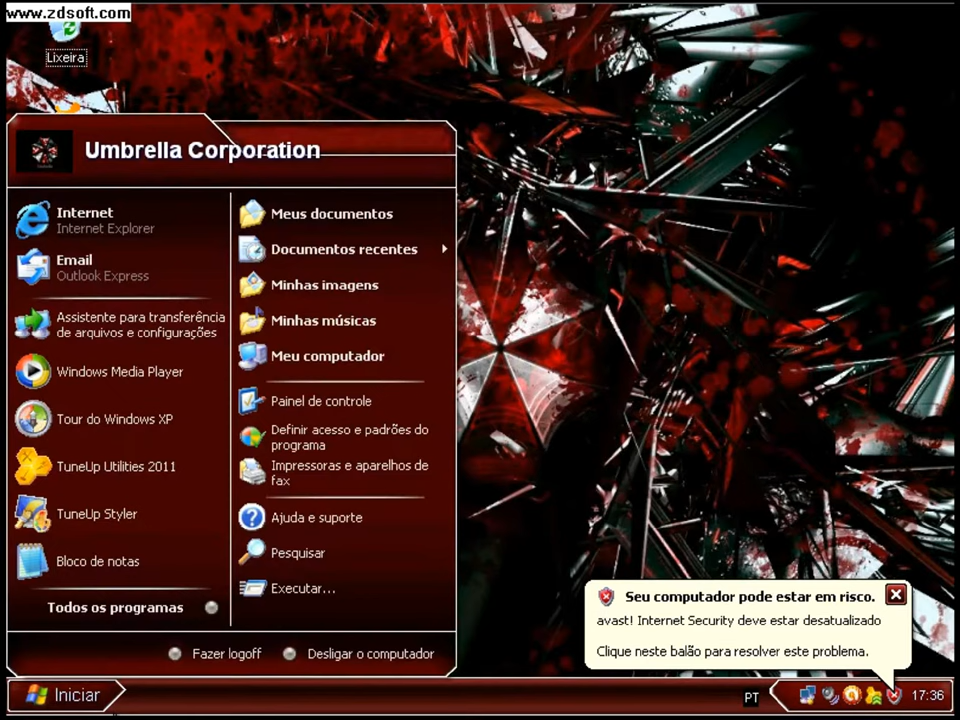 www.zdsoft.com
Lixeira
Umbrella Corporation
Internet
Internet Explorer
Email
Outlook Express
Assistente para transferência
de arquivos e configurações
Windows Media Player
Tour do Windows XP
TuneUp Utilities 2011
TuneUp Styler
Bloco de notas
Todos os programas
Meus documentos
Documentos recentes
Minhas imagens
Minhas músicas
Meu computador
Painel de controle
Definir acesso e padrões do
programa
Impressoras e aparelhos de
fax
Ajuda e suporte
Pesquisar
Executar...
Fazer logoff
Desligar o computador
Seu computador pode estar em risco.
avast! Internet Security deve estar desatualizado
Clique neste balão para resolver este problema.
Iniciar
PT
17:36